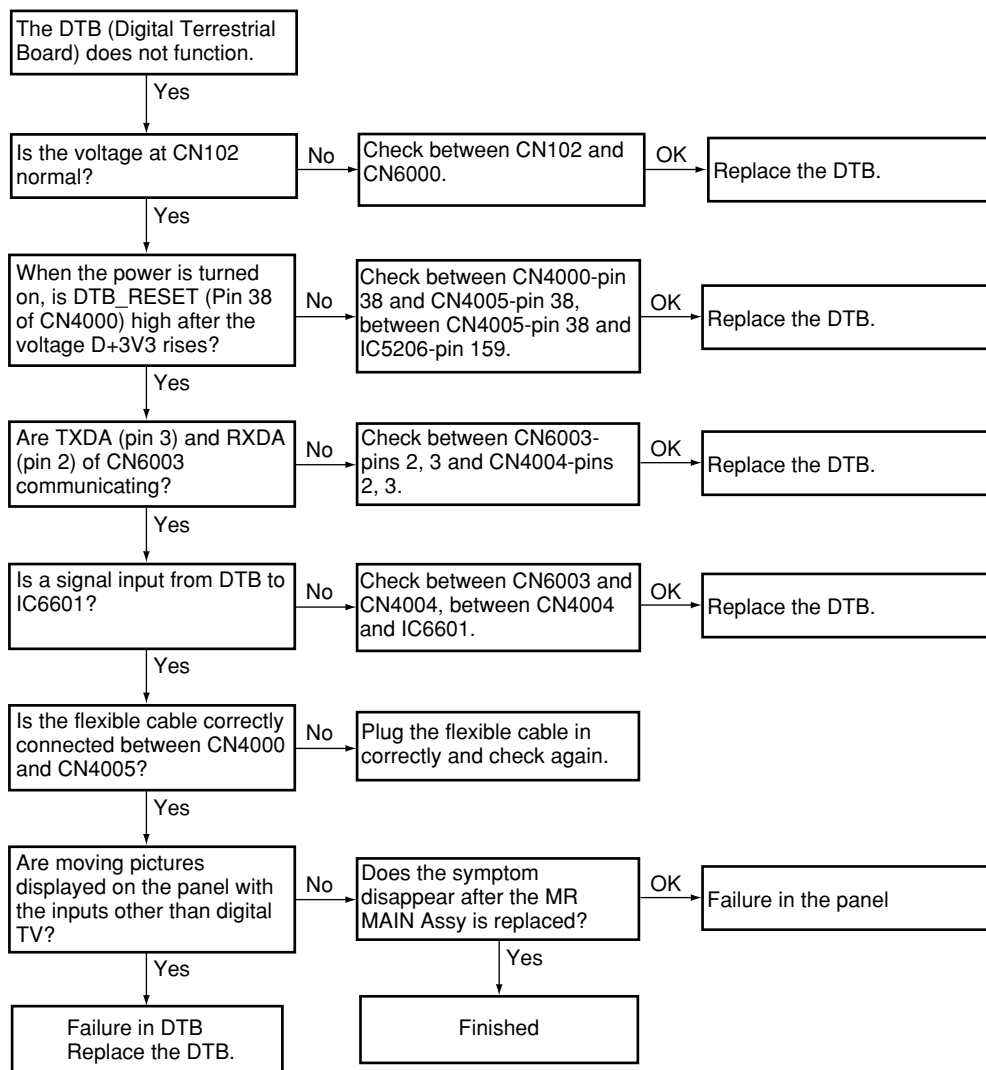 The DTB (Digital Terrestrial
Board) does not function.
Yes
Is the voltage at CN102
normal?
No
Check between CN102 and
CN6000.
OK
Replace the DTB.
Yes
When the power is turned
on, is DTB_RESET (Pin 38
of CN4000) high after the
voltage D+3V3 rises?
No
Check between CN4000-pin
38 and CN4005-pin 38,
between CN4005-pin 38 and
IC5206-pin 159.
OK
Replace the DTB.
Yes
Are TXDA (pin 3) and RXDA
(pin 2) of CN6003
communicating?
No
Check between CN6003-
pins 2, 3 and CN4004-pins
2, 3.
OK
Replace the DTB.
Yes
Is a signal input from DTB to
IC6601?
No
Check between CN6003 and
CN4004, between CN4004
and IC6601.
OK
Replace the DTB.
Yes
Is the flexible cable correctly
connected between CN4000
and CN4005?
No
Plug the flexible cable in
correctly and check again.
Yes
Are moving pictures
displayed on the panel with
the inputs other than digital
TV?
No
Does the symptom
disappear after the MR
MAIN Assy is replaced?
OK
Failure in the panel
Yes
Yes
Failure in DTB
Replace the DTB.
Finished